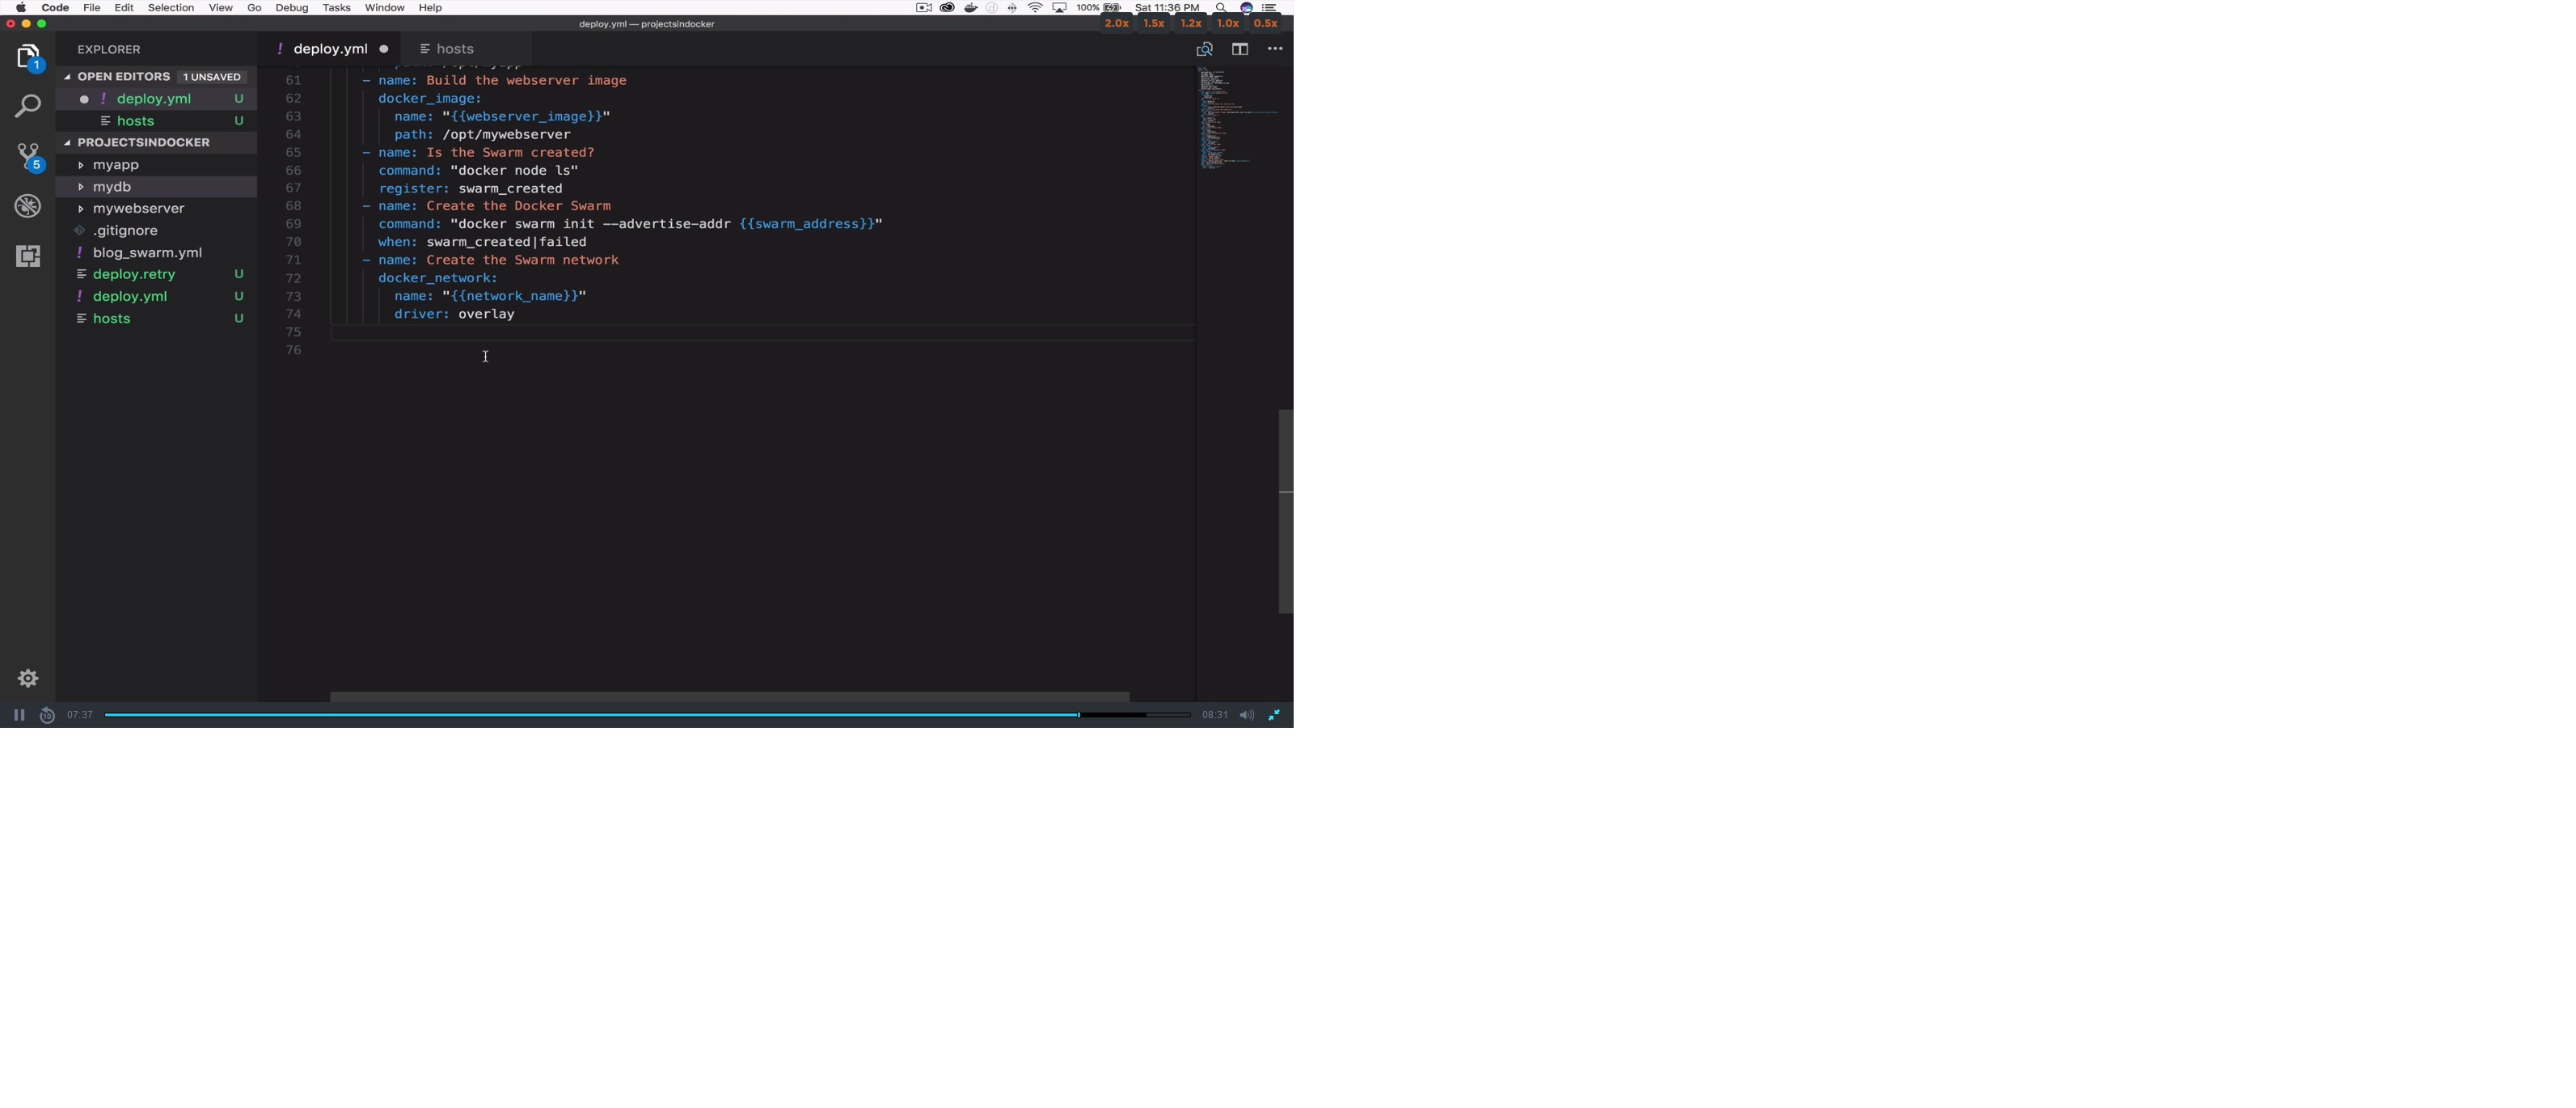 Code File Edit Selection View Go Debug Tasks Window Help 100% Sat 11:36 PM
deploy.yml — projectsindocker
2.0x 1.5x 1.2x 1.0x 0.5x
EXPLORER
OPEN EDITORS 1 UNSAVED
! deploy.yml U
hosts U
PROJECTSINDOCKER
myapp
mydb
mywebserver
.gitignore
! blog_swarm.yml
deploy.retry U
! deploy.yml U
hosts U
1
5
! deploy.yml
hosts
61 - name: Build the webserver image
62 docker_image:
63 name: "{{webserver_image}}"
64 path: /opt/mywebserver
65 - name: Is the Swarm created?
66 command: "docker node ls"
67 register: swarm_created
68 - name: Create the Docker Swarm
69 command: "docker swarm init --advertise-addr {{swarm_address}}"
70 when: swarm_created|failed
71 - name: Create the Swarm network
72 docker_network:
73 name: "{{network_name}}"
74 driver: overlay
75
76
10 07:37 08:31